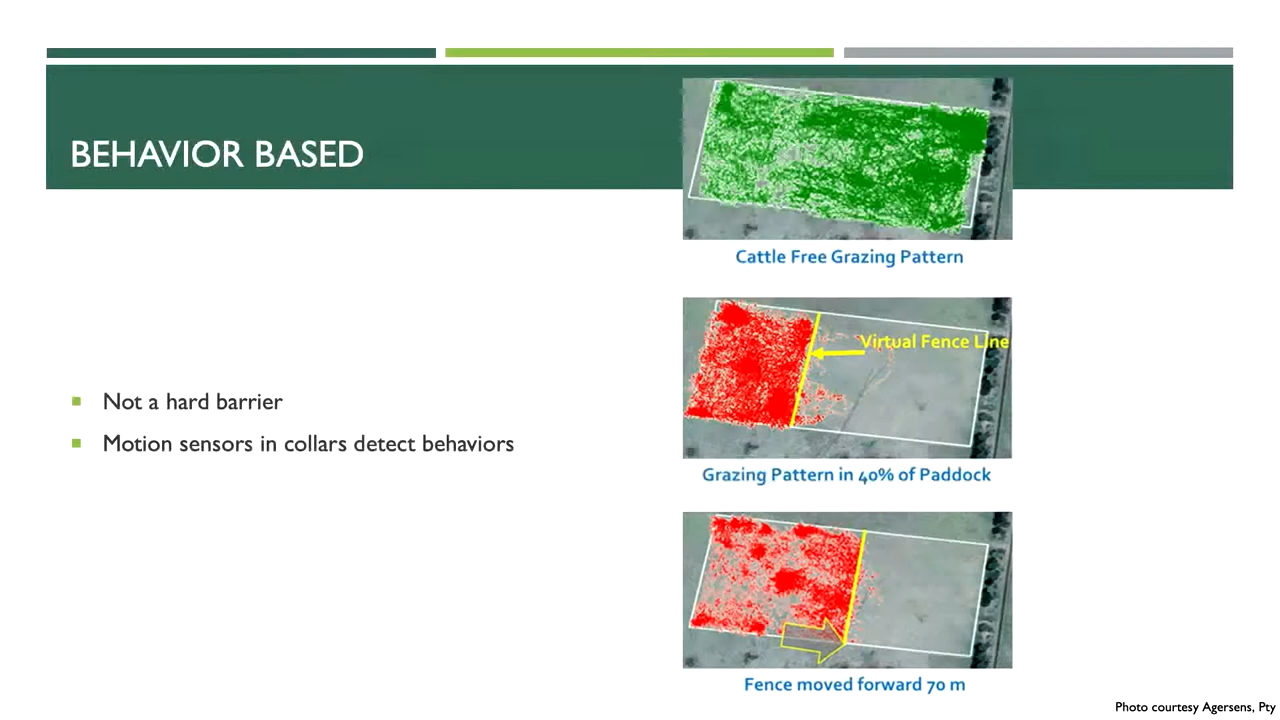 BEHAVIOR BASED
Not a hard barrier
Motion sensors in collars detect behaviors
Cattle Free Grazing Pattern
Virtual Fence Line
Grazing Pattern in 40% of Paddock
Fence moved forward 70 m
Photo courtesy Agersens, Pty